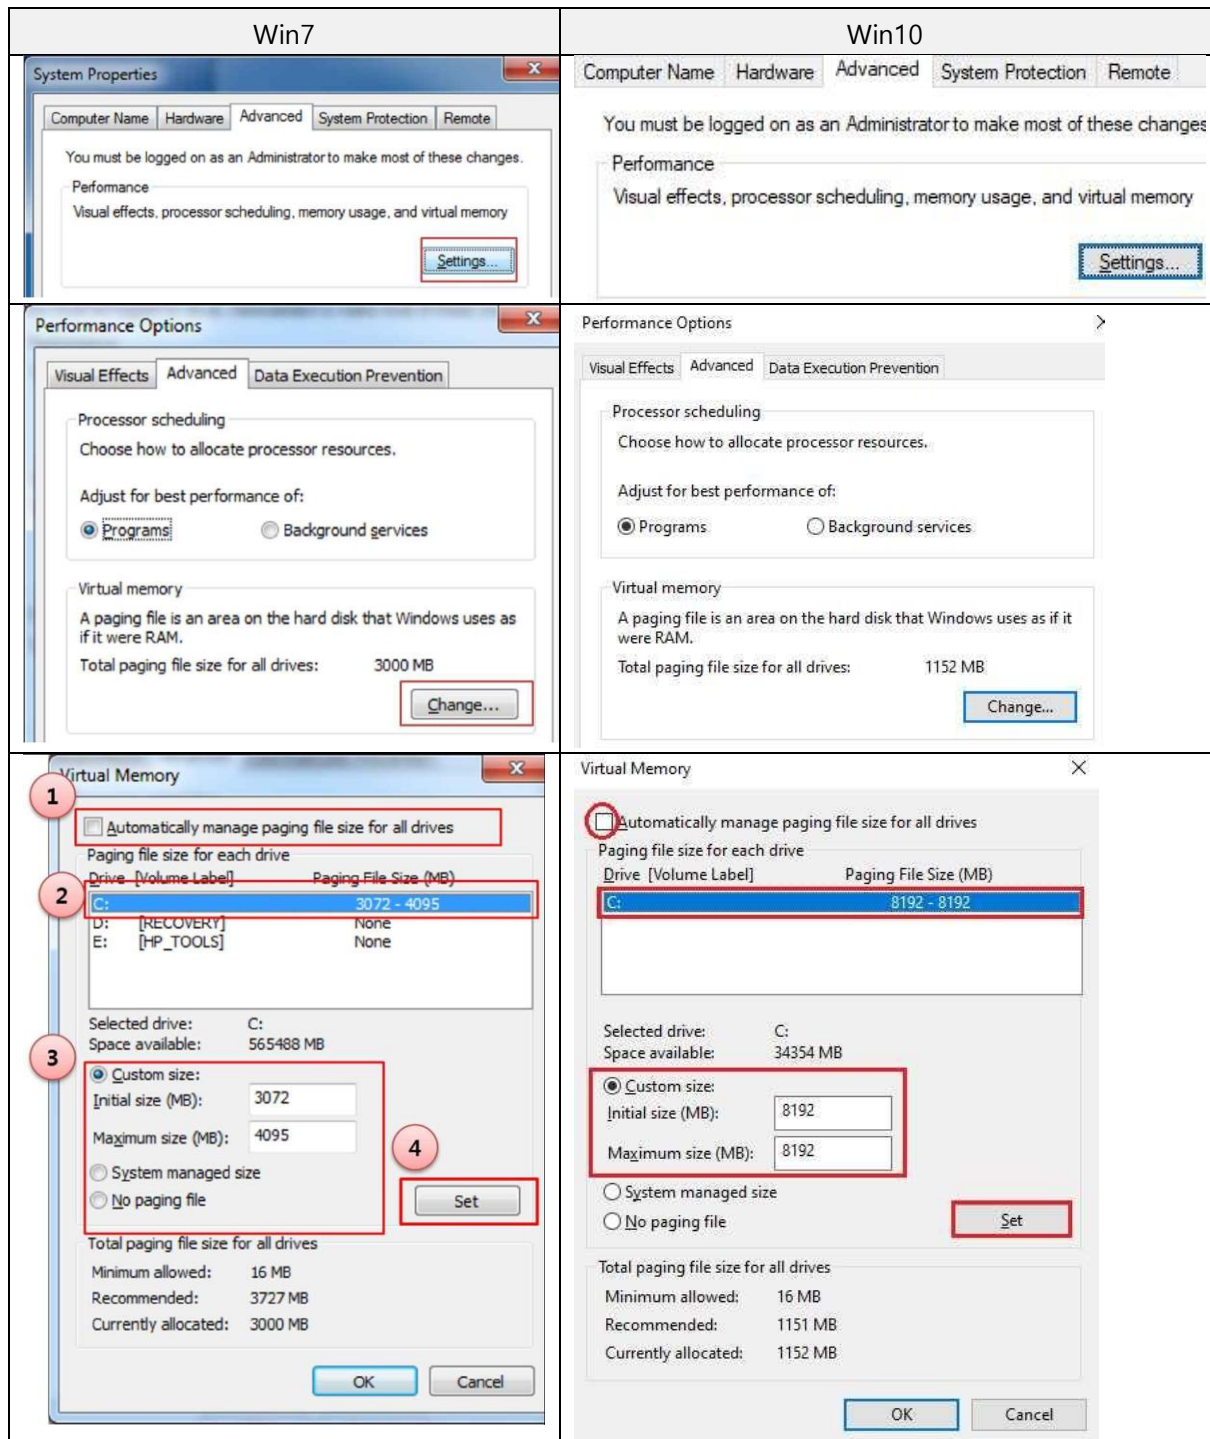 Win7
Win10
System Properties
Computer Name Hardware Advanced System Protection Remote
You must be logged on as an Administrator to make most of these changes.
Performance
Visual effects, processor scheduling, memory usage, and virtual memory
Settings...
Computer Name Hardware Advanced System Protection Remote
You must be logged on as an Administrator to make most of these changes
Performance
Visual effects, processor scheduling, memory usage, and virtual memory
Settings...
Performance Options
Visual Effects Advanced Data Execution Prevention
Processor scheduling
Choose how to allocate processor resources.
Adjust for best performance of:
Programs Background services
Virtual memory
A paging file is an area on the hard disk that Windows uses as
if it were RAM.
Total paging file size for all drives: 3000 MB
Change...
Performance Options
Visual Effects Advanced Data Execution Prevention
Processor scheduling
Choose how to allocate processor resources.
Adjust for best performance of:
Programs Background services
Virtual memory
A paging file is an area on the hard disk that Windows uses as if it
were RAM.
Total paging file size for all drives: 1152 MB
Change...
Virtual Memory
1
Automatically manage paging file size for all drives
Paging file size for each drive
Drive [Volume Label] Paging File Size (MB)
2
C: 3072 - 4095
D: [RECOVERY] None
E: [HP_TOOLS] None
Selected drive: C:
Space available: 565488 MB
3
Custom size:
Initial size (MB): 3072
Maximum size (MB): 4095
4
System managed size
No paging file
Set
Total paging file size for all drives
Minimum allowed: 16 MB
Recommended: 3727 MB
Currently allocated: 3000 MB
OK Cancel
Virtual Memory
Automatically manage paging file size for all drives
Paging file size for each drive
Drive [Volume Label] Paging File Size (MB)
C: 8192 - 8192
Selected drive: C:
Space available: 34354 MB
Custom size:
Initial size (MB): 8192
Maximum size (MB): 8192
System managed size
No paging file
Set
Total paging file size for all drives
Minimum allowed: 16 MB
Recommended: 1151 MB
Currently allocated: 1152 MB
OK Cancel